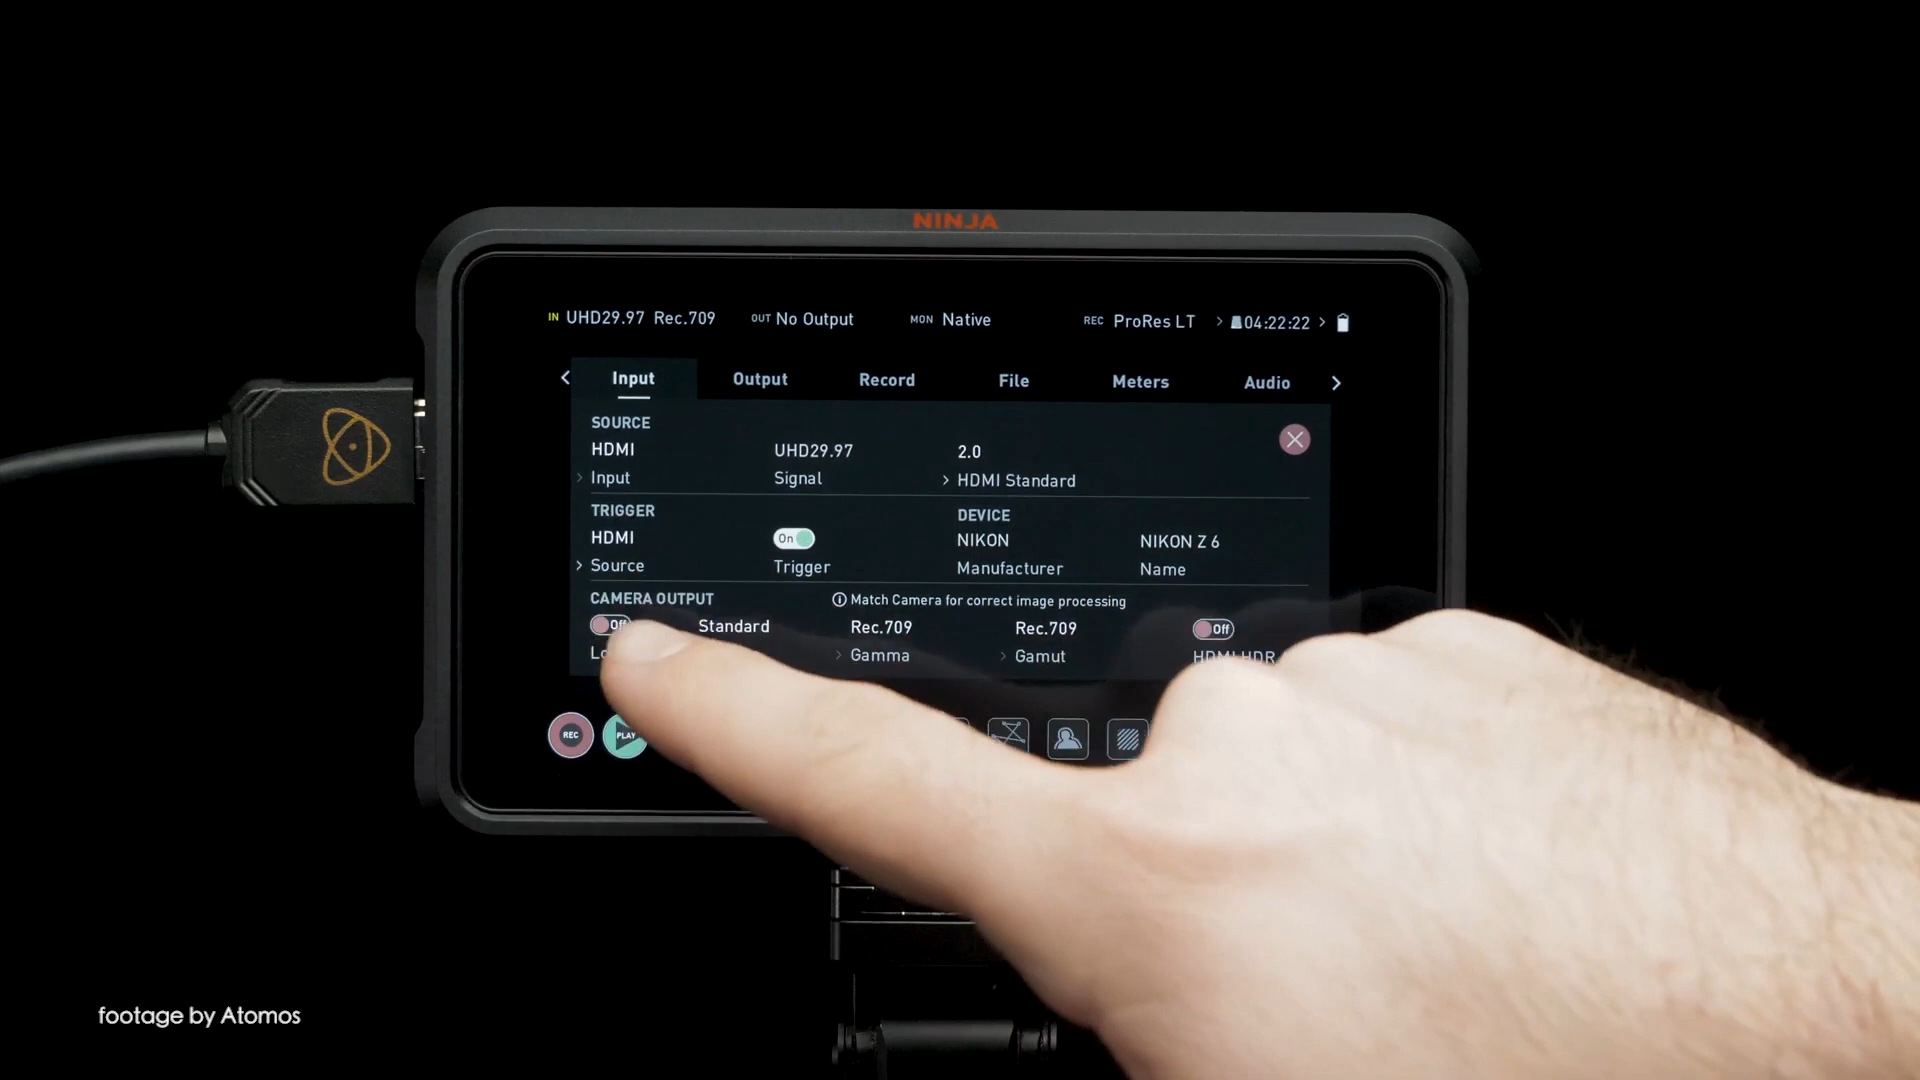 NINJA
IN UHD29.97 Rec.709 OUT No Output MON Native REC ProRes LT > 04:22:22 >
< Input Output Record File Meters Audio >
SOURCE
HDMI UHD29.97 2.0
> Input Signal > HDMI Standard
TRIGGER DEVICE
HDMI On NIKON NIKON Z 6
> Source Trigger Manufacturer Name
CAMERA OUTPUT Match Camera for correct image processing
Off Standard Rec.709 Rec.709 Off
> Gamma > Gamut HDMI HDR
REC PLAY
footage by Atomos